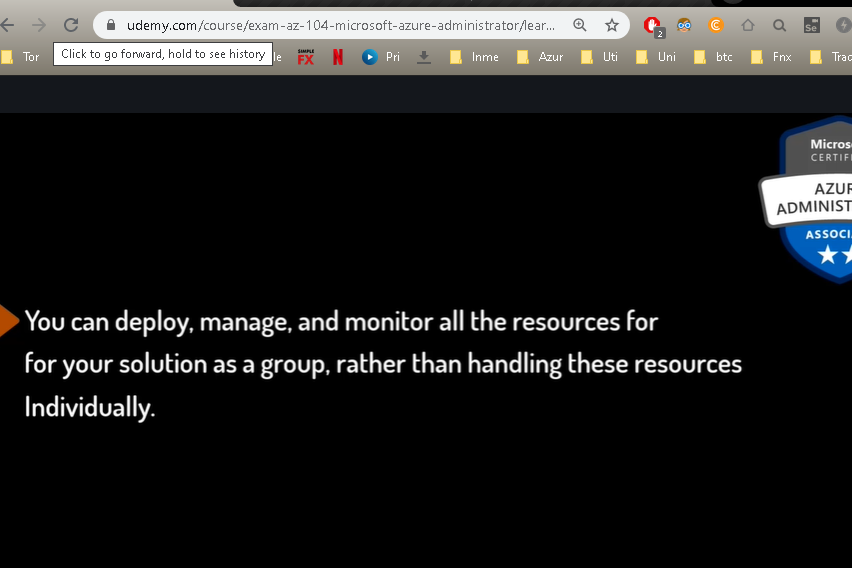 udemy.com/course/exam-az-104-microsoft-azure-administrator/lear...
2
Se
Tor
Click to go forward, hold to see history
le
SIMPLE
FX
N
Pri
Inme
Azur
Uti
Uni
btc
Fnx
Trad
Micros
CERTIFI
AZUR
ADMINIST
ASSOCI
You can deploy, manage, and monitor all the resources for
for your solution as a group, rather than handling these resources
Individually.